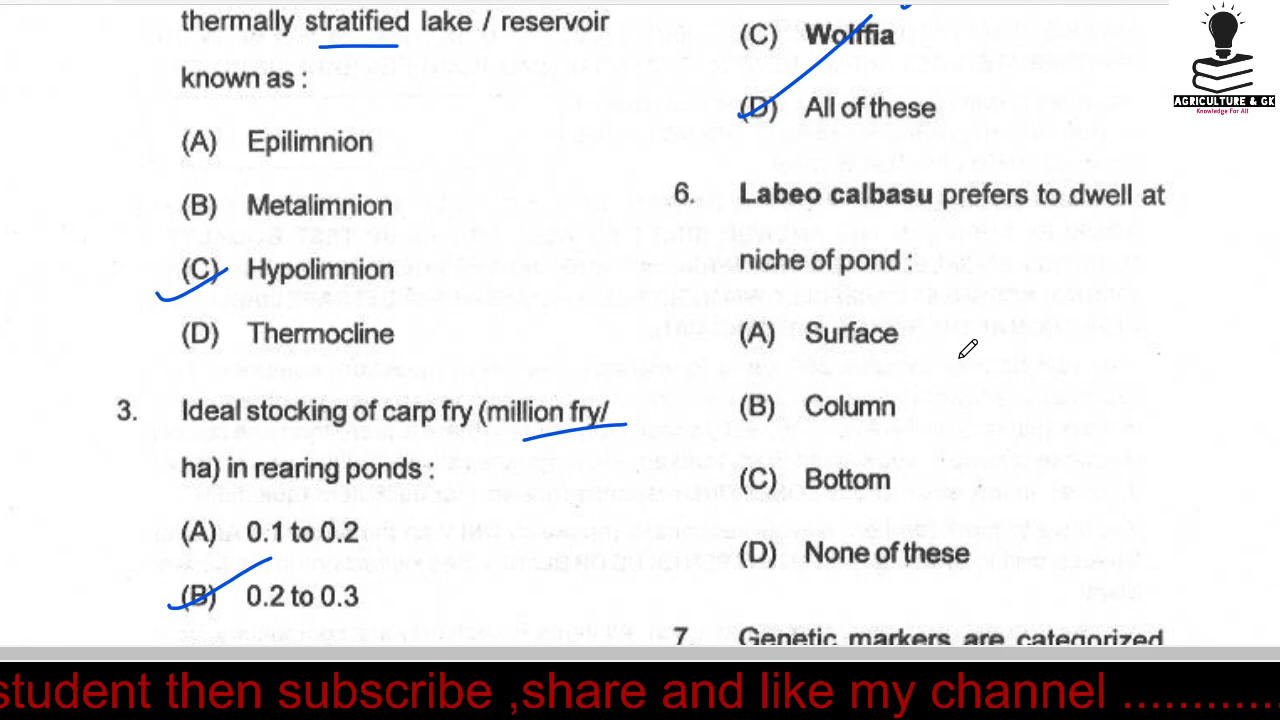 thermally stratified lake / reservoir
known as :
(A) Epilimnion
(B) Metalimnion
(C) Hypolimnion
(D) Thermocline
3. Ideal stocking of carp fry (million fry/
ha) in rearing ponds :
(A) 0.1 to 0.2
(B) 0.2 to 0.3
(C) Wolffia
(D) All of these
6. Labeo calbasu prefers to dwell at
niche of pond :
(A) Surface
(B) Column
(C) Bottom
(D) None of these
7. Genetic markers are categorized
AGRICULTURE & GK
Knowledge For All
student then subscribe ,share and like my channel ............